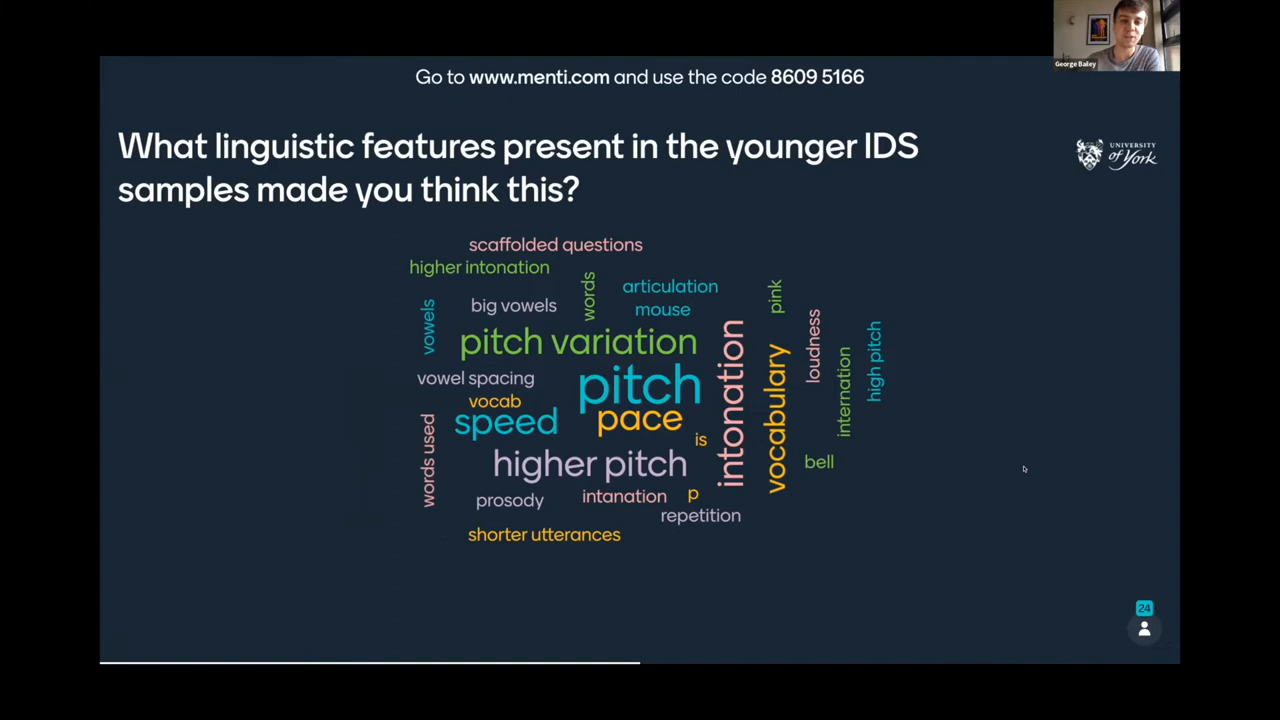 George Bailey
Go to www.menti.com and use the code 8609 5166
What linguistic features present in the younger IDS
samples made you think this?
UNIVERSITY
of York
scaffolded questions
higher intonation
words
articulation
pink
vowels
big vowels
mouse
loudness
pitch variation
intonation
high pitch
vowel spacing
pitch
vocabulary
internation
vocab
speed
pace
is
words used
higher pitch
bell
prosody
intanation
p
repetition
shorter utterances
24